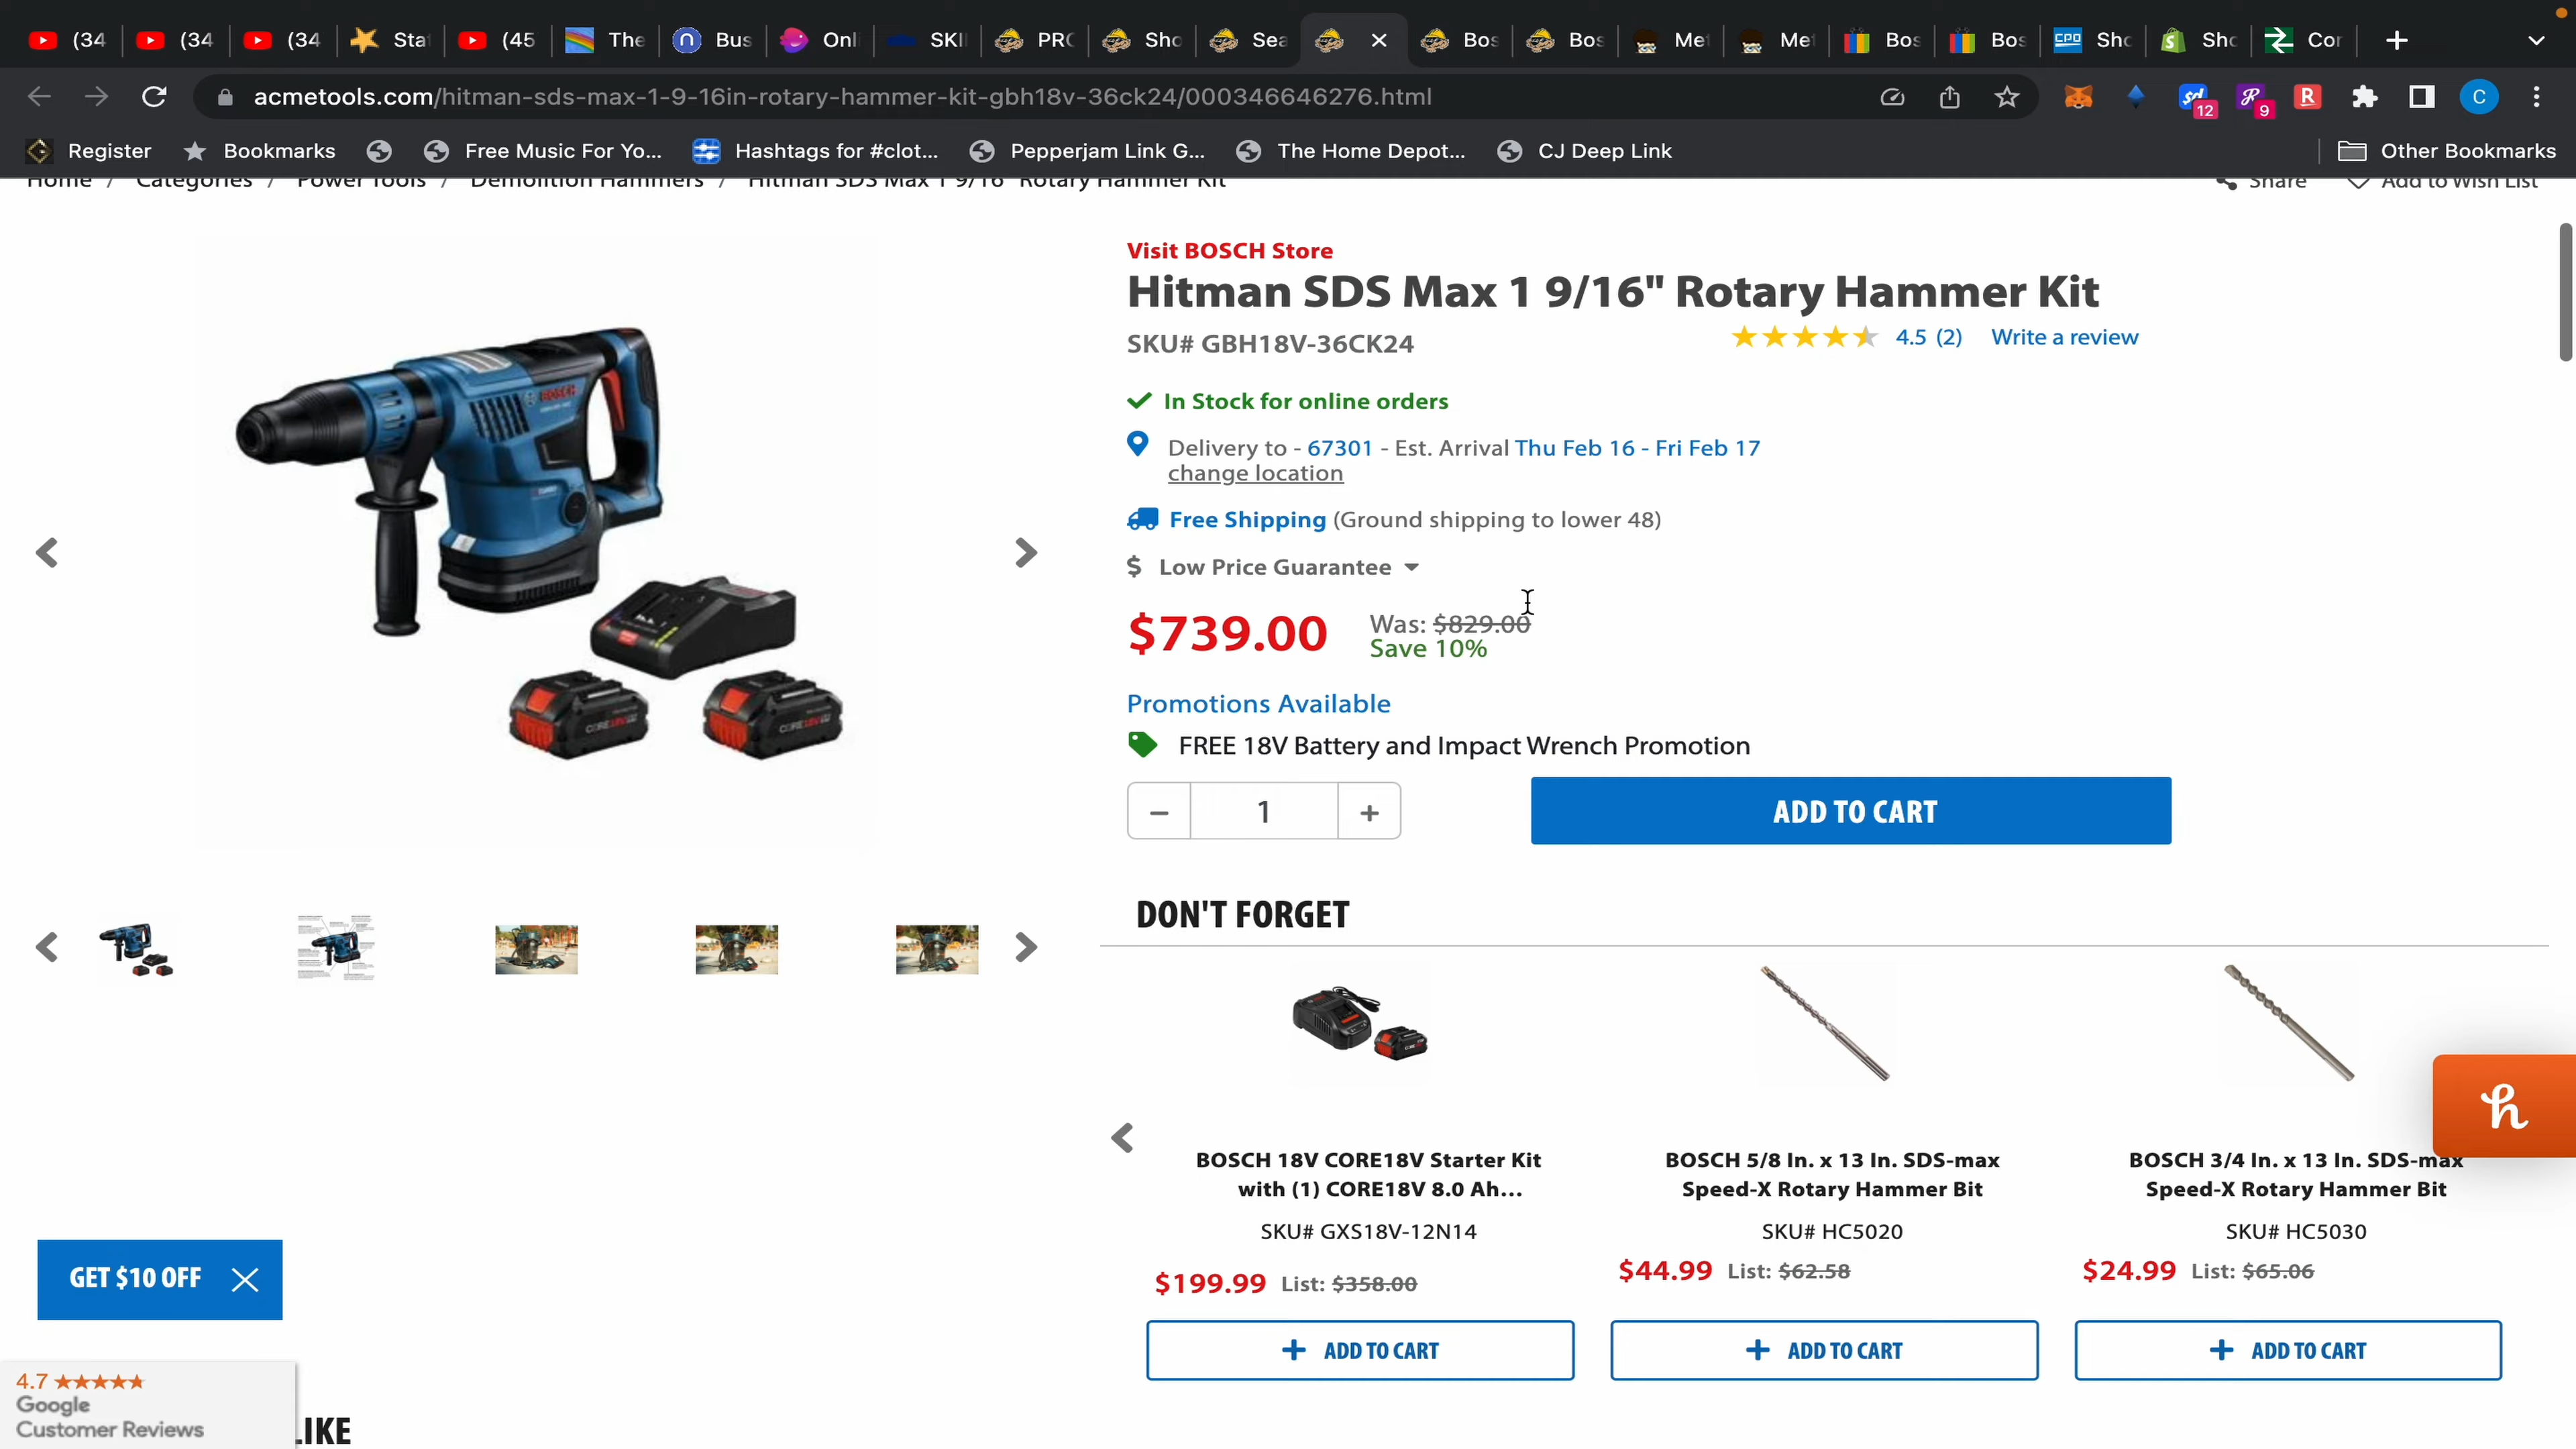 (34
(34
(34
Sta
(45
The
Bus
Onl
SKI
PRO
Sho
Sea
Bos
Bos
Me
Me
Bos
Bos
CPO
Sho
Sho
Cor
acmetools.com/hitman-sds-max-1-9-16in-rotary-hammer-kit-gbh18v-36ck24/000346646276.html
12
9
C
Register
Bookmarks
Free Music For Yo...
Hashtags for #clot...
Pepperjam Link G...
The Home Depot...
CJ Deep Link
Other Bookmarks
Home / Categories / Power Tools / Demolition Hammers / Hitman SDS Max 1 9/16" Rotary Hammer Kit
Share
Add to Wish List
Visit BOSCH Store
Hitman SDS Max 1 9/16" Rotary Hammer Kit
SKU# GBH18V-36CK24
4.5 (2) Write a review
In Stock for online orders
Delivery to - 67301 - Est. Arrival Thu Feb 16 - Fri Feb 17
change location
Free Shipping (Ground shipping to lower 48)
$ Low Price Guarantee
$739.00
Was: $829.00
Save 10%
Promotions Available
FREE 18V Battery and Impact Wrench Promotion
− 1 +
ADD TO CART
BOSCH
CORE18V
CORE18V
DON'T FORGET
BOSCH 18V CORE18V Starter Kit
with (1) CORE18V 8.0 Ah...
SKU# GXS18V-12N14
$199.99 List: $358.00
+ ADD TO CART
BOSCH 5/8 In. x 13 In. SDS-max
Speed-X Rotary Hammer Bit
SKU# HC5020
$44.99 List: $62.58
+ ADD TO CART
BOSCH 3/4 In. x 13 In. SDS-max
Speed-X Rotary Hammer Bit
SKU# HC5030
$24.99 List: $65.06
+ ADD TO CART
GET $10 OFF
4.7
Google
Customer Reviews
LIKE